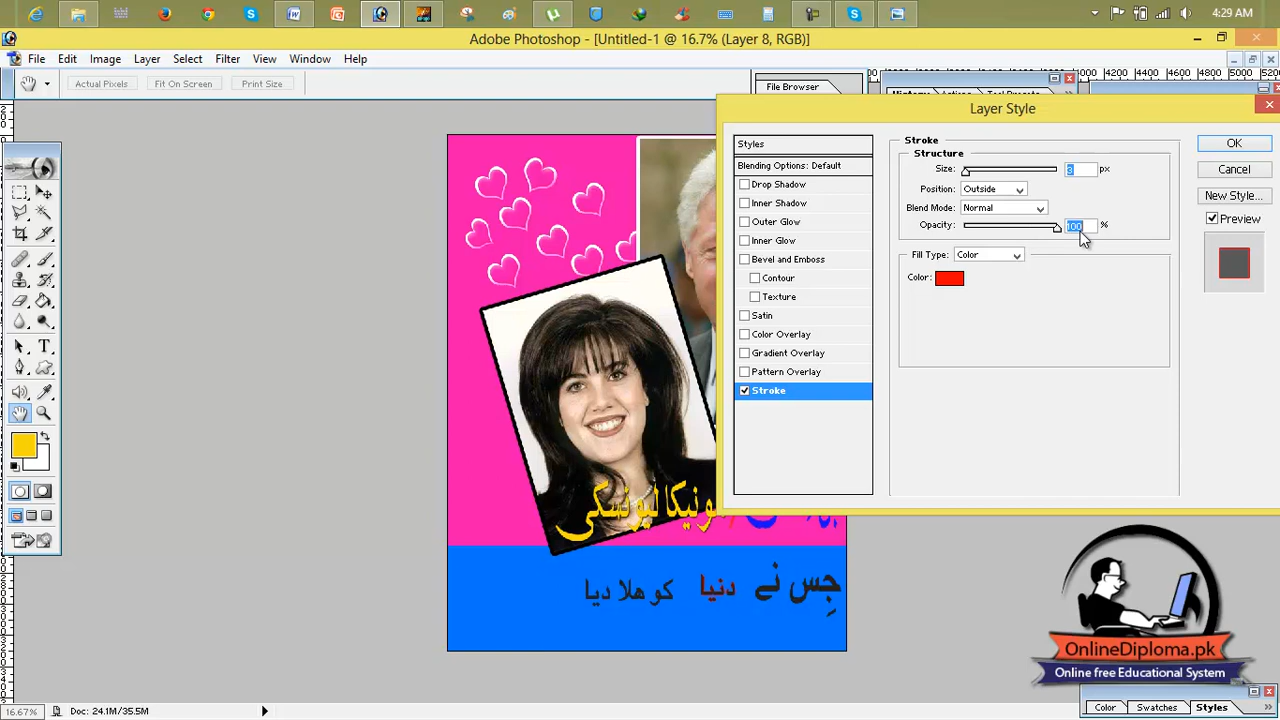 4:29 AM
Adobe Photoshop - [Untitled-1 @ 16.7% (Layer 8, RGB)]
File Edit Image Layer Select Filter View Window Help
Actual Pixels Fit On Screen Print Size
File Browser
Layer Style
Styles
Blending Options: Default
Drop Shadow
Inner Shadow
Outer Glow
Inner Glow
Bevel and Emboss
Contour
Texture
Satin
Color Overlay
Gradient Overlay
Pattern Overlay
Stroke
Stroke
Structure
Size: 3 px
Position: Outside
Blend Mode: Normal
Opacity: 100 %
Fill Type: Color
Color:
OK
Cancel
New Style...
Preview
مونیکا لیونسکی
جِس نے دنیا کو ھلا دیا
OnlineDiploma.pk
Online free Educational System
Color Swatches Styles
16.67% Doc: 24.1M/35.5M